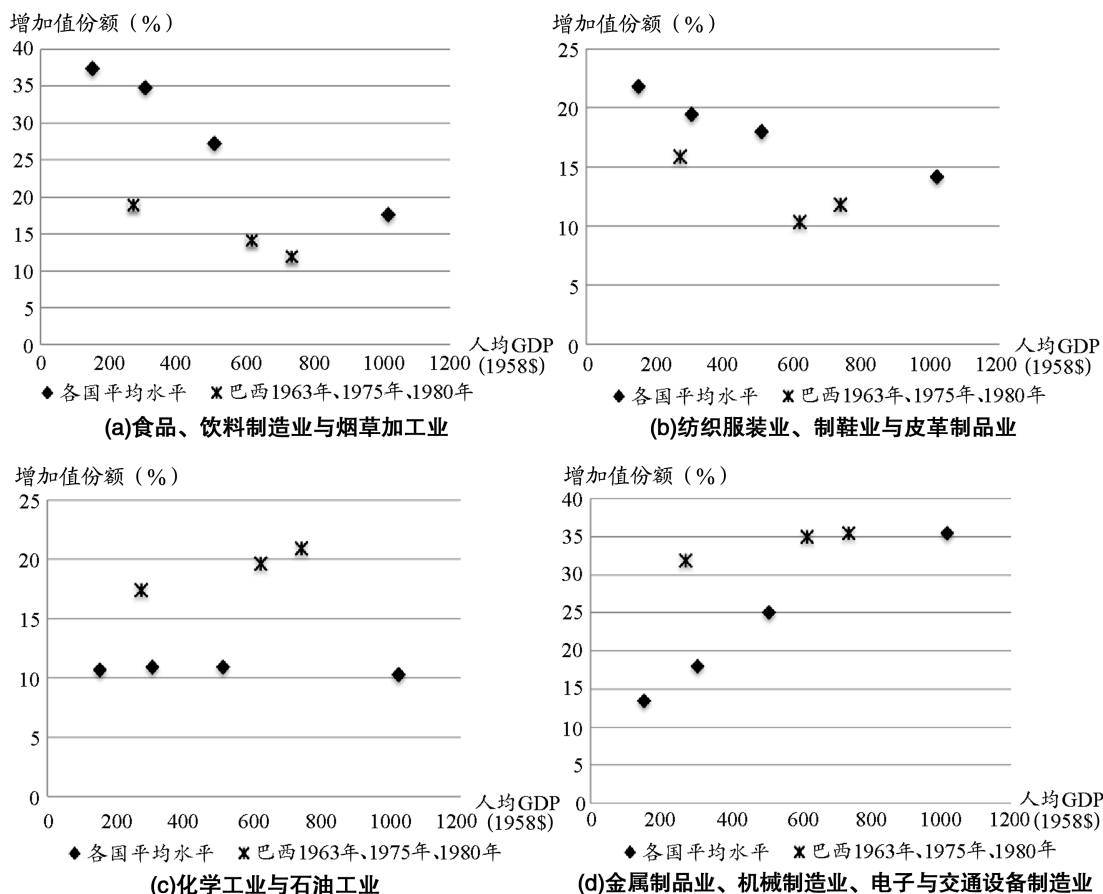 增加值份额（%）
40
35
30
25
20
15
10
5
0
0 200 400 600 800 1000 1200
人均GDP
(1958$)
◆ 各国平均水平 ж 巴西1963年、1975年、1980年
(a)食品、饮料制造业与烟草加工业
增加值份额（%）
25
20
15
10
5
0
0 200 400 600 800 1000 1200
人均GDP
(1958$)
◆ 各国平均水平 ж 巴西1963年、1975年、1980年
(b)纺织服装业、制鞋业与皮革制品业
增加值份额（%）
25
20
15
10
5
0
0 200 400 600 800 1000 1200
人均GDP
(1958$)
◆ 各国平均水平 ж 巴西1963年、1975年、1980年
(c)化学工业与石油工业
增加值份额（%）
40
35
30
25
20
15
10
5
0
0 200 400 600 800 1000 1200
人均GDP
(1958$)
◆ 各国平均水平 ж 巴西1963年、1975年、1980年
(d)金属制品业、机械制造业、电子与交通设备制造业